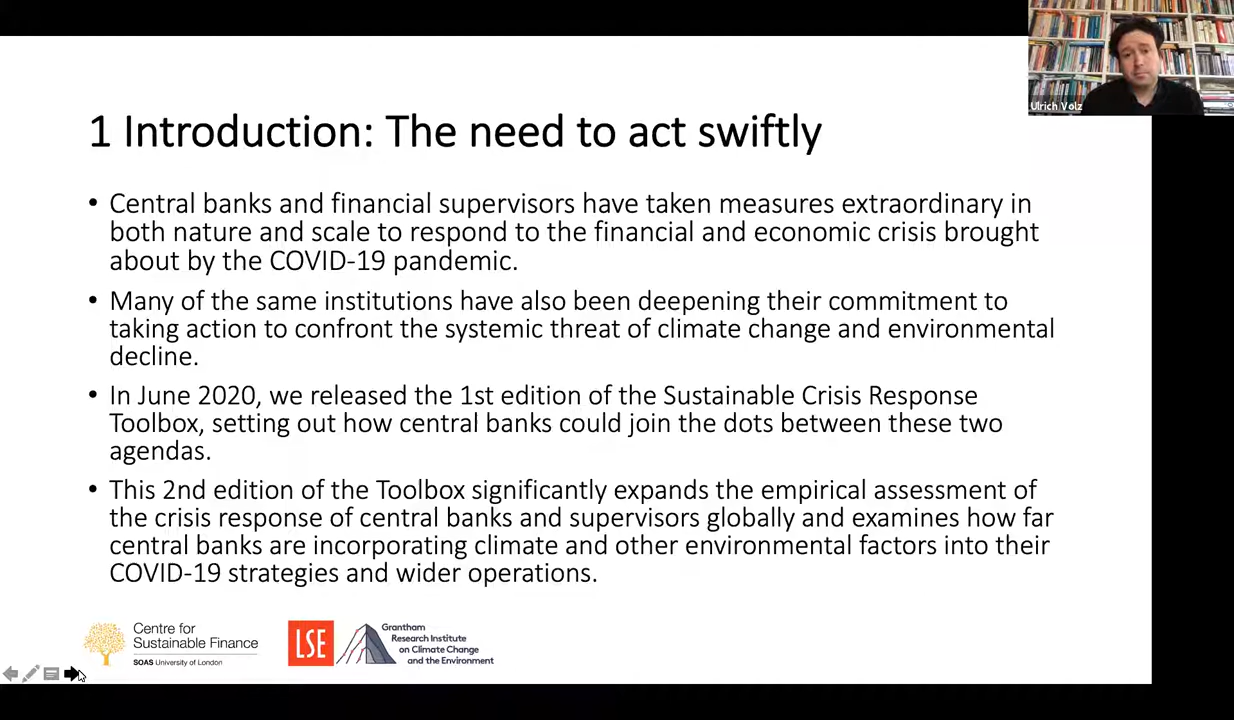 Ulrich Volz
1 Introduction: The need to act swiftly
• Central banks and financial supervisors have taken measures extraordinary in
both nature and scale to respond to the financial and economic crisis brought
about by the COVID-19 pandemic.
• Many of the same institutions have also been deepening their commitment to
taking action to confront the systemic threat of climate change and environmental
decline.
• In June 2020, we released the 1st edition of the Sustainable Crisis Response
Toolbox, setting out how central banks could join the dots between these two
agendas.
• This 2nd edition of the Toolbox significantly expands the empirical assessment of
the crisis response of central banks and supervisors globally and examines how far
central banks are incorporating climate and other environmental factors into their
COVID-19 strategies and wider operations.
Centre for
Sustainable Finance
SOAS University of London
LSE
Grantham
Research Institute
on Climate Change
and the Environment